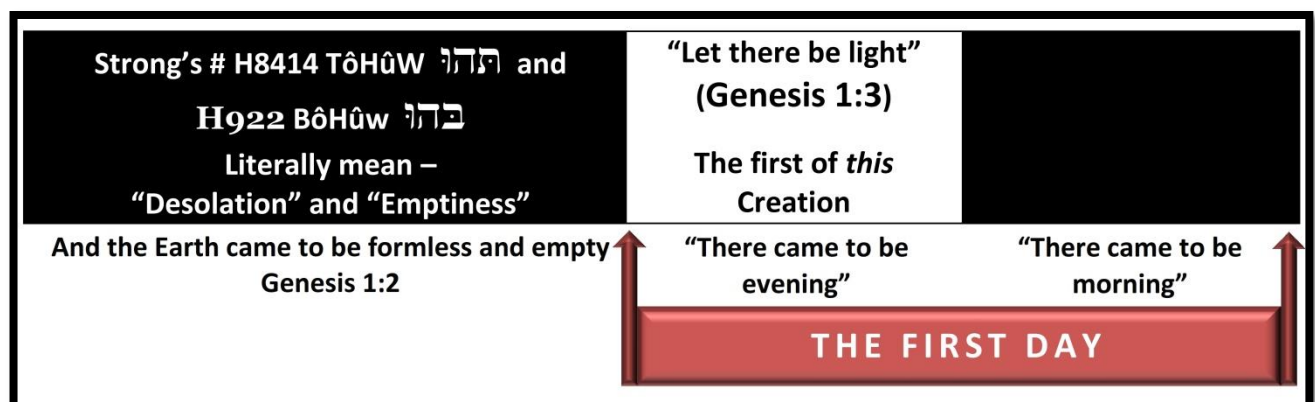 Strong’s # H8414 TôHûW תֹּהוּ and
H922 BôHûw בֹּהוּ
Literally mean –
“Desolation” and “Emptiness”
“Let there be light”
(Genesis 1:3)
The first of this
Creation
And the Earth came to be formless and empty
Genesis 1:2
“There came to be
evening”
“There came to be
morning”
THE FIRST DAY